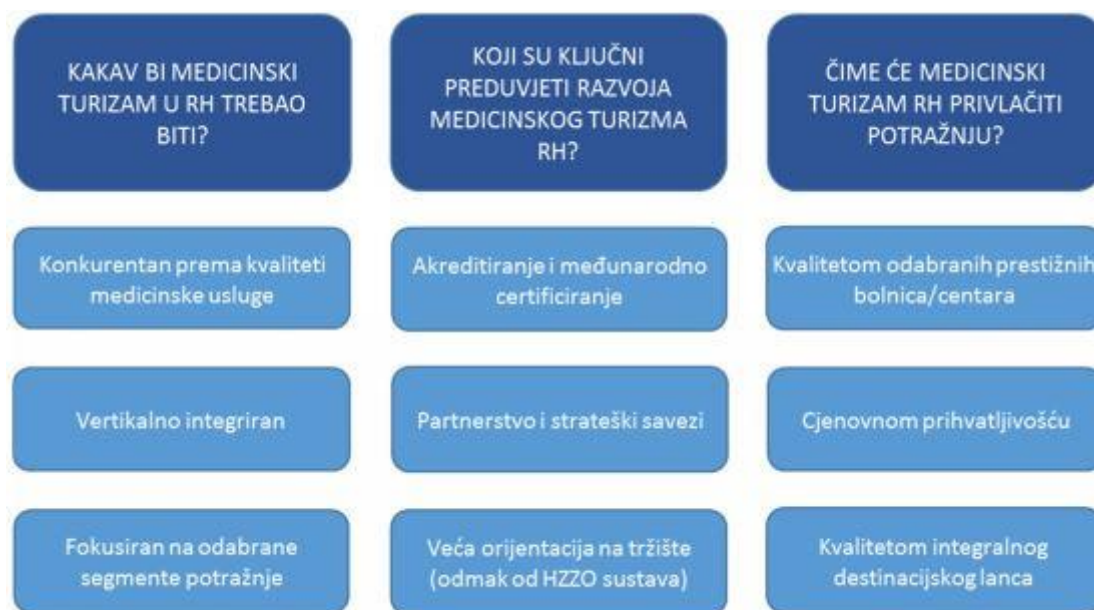 KAKAV BI MEDICINSKI
TURIZAM U RH TREBAO
BITI?
KOJI SU KLJUČNI
PREDUVJETI RAZVOJA
MEDICINSKOG TURIZMA
RH?
ČIME ĆE MEDICINSKI
TURIZAM RH PRIVLAČITI
POTRAŽNJU?
Konkurentan prema kvaliteti
medicinske usluge
Akreditiranje i međunarodno
certificiranje
Kvalitetom odabranih prestižnih
bolnica/centara
Vertikalno integriran
Partnerstvo i strateški savezi
Cjenovnom prihvatljivošću
Fokusiran na odabrane
segmente potražnje
Veća orijentacija na tržište
(odmak od HZZO sustava)
Kvalitetom integralnog
destinacijskog lanca